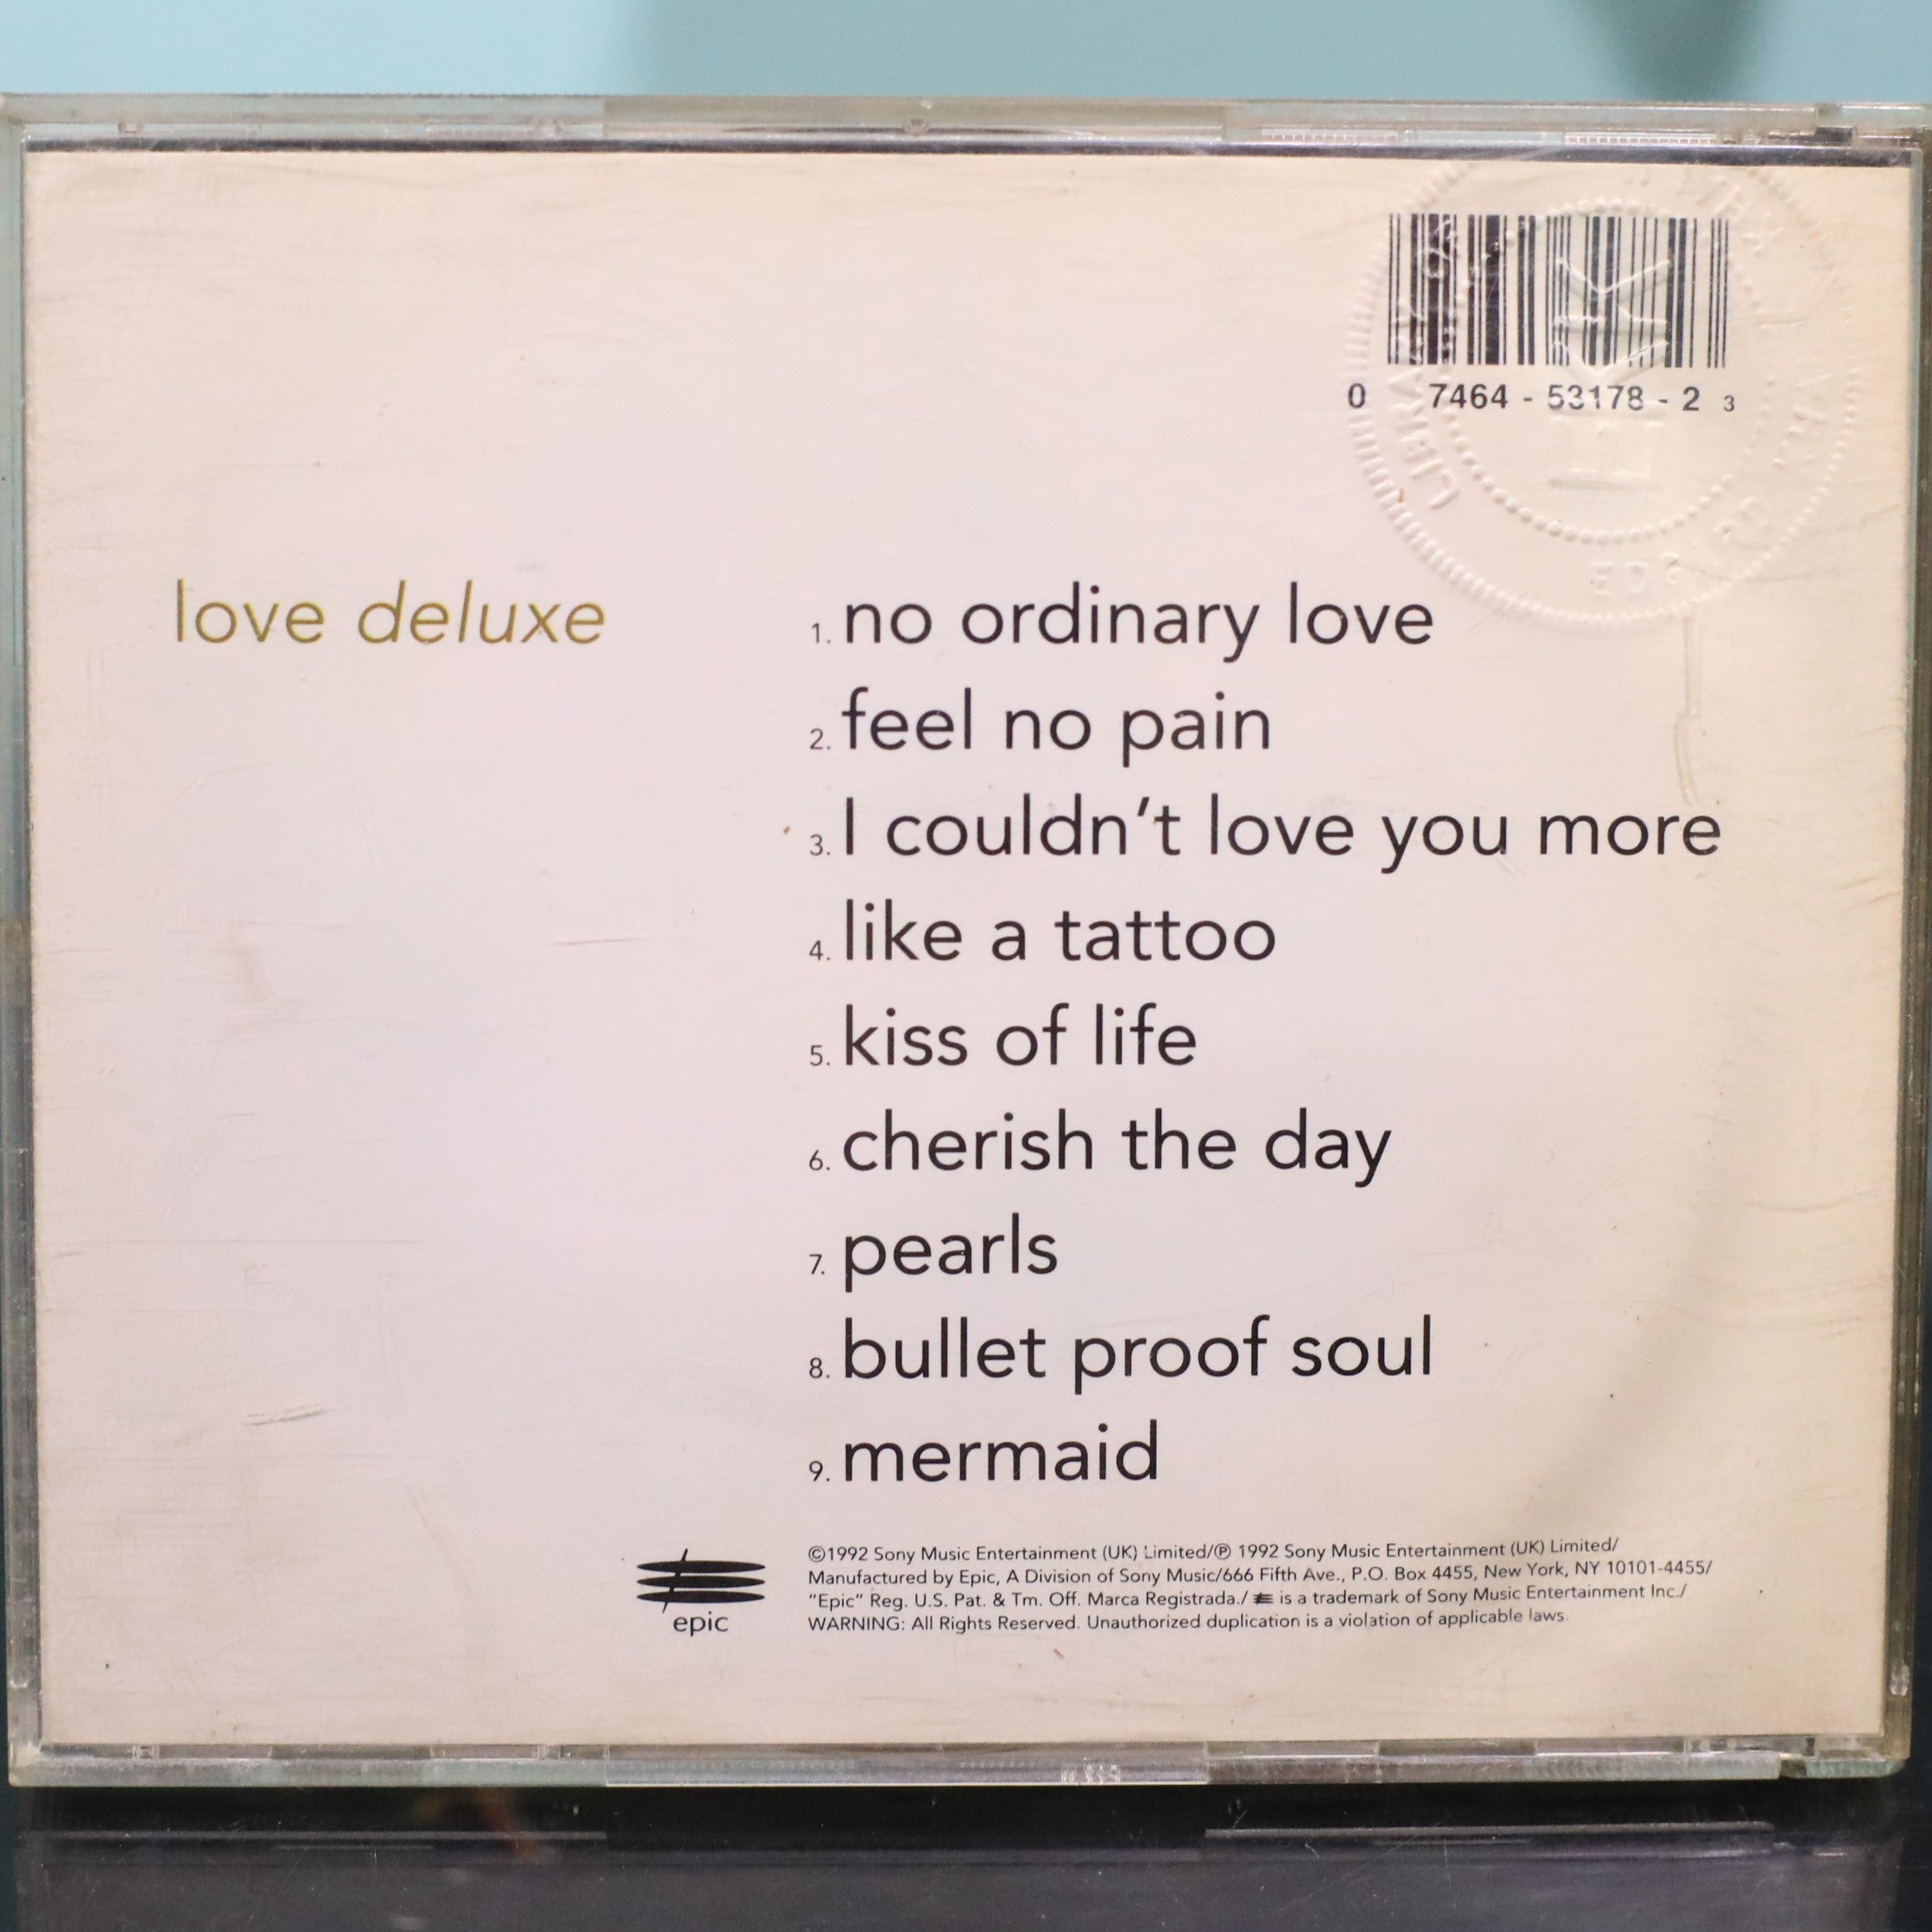 0 7464 - 53178 - 2 3
love deluxe
1. no ordinary love
2. feel no pain
3. I couldn't love you more
4. like a tattoo
5. kiss of life
6. cherish the day
7. pearls
8. bullet proof soul
9. mermaid
epic
©1992 Sony Music Entertainment (UK) Limited/℗ 1992 Sony Music Entertainment (UK) Limited/
Manufactured by Epic, A Division of Sony Music/666 Fifth Ave., P.O. Box 4455, New York, NY 10101-4455/
"Epic" Reg. U.S. Pat. & Tm. Off. Marca Registrada./ is a trademark of Sony Music Entertainment Inc./
WARNING: All Rights Reserved. Unauthorized duplication is a violation of applicable laws.